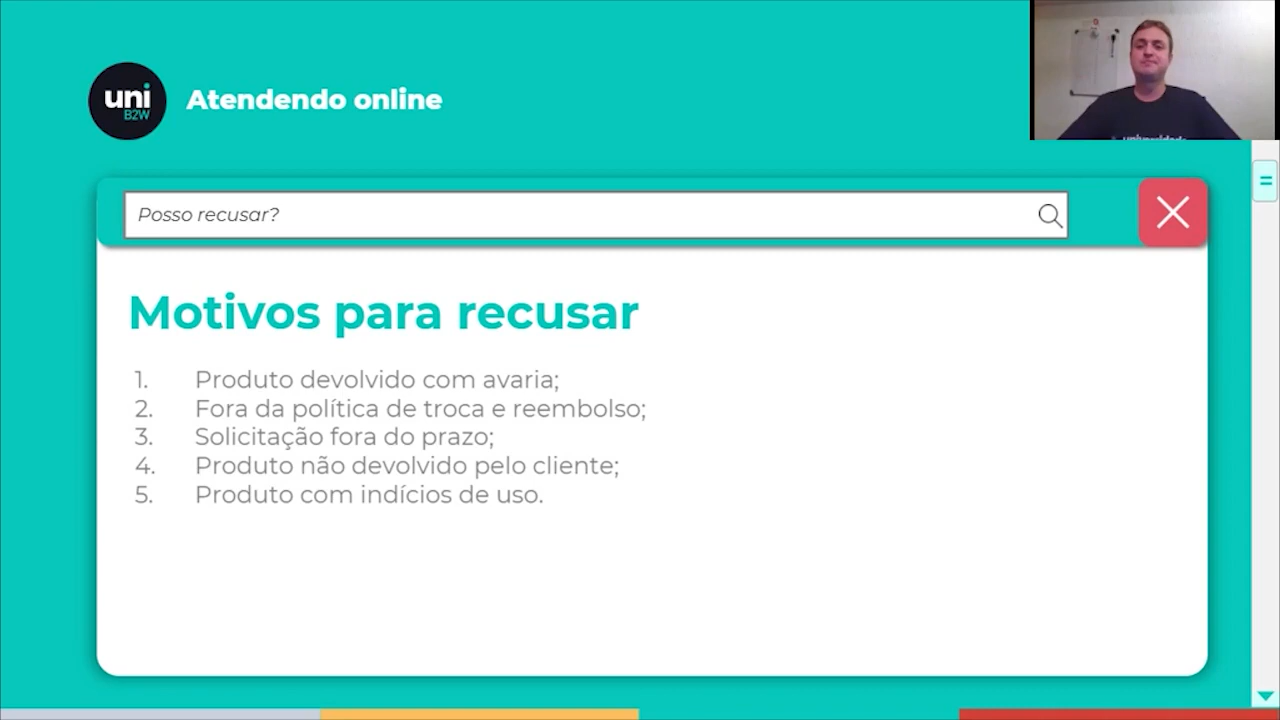 uni
B2W
Atendendo online
universidade
Posso recusar?
Motivos para recusar
1. Produto devolvido com avaria;
2. Fora da política de troca e reembolso;
3. Solicitação fora do prazo;
4. Produto não devolvido pelo cliente;
5. Produto com indícios de uso.